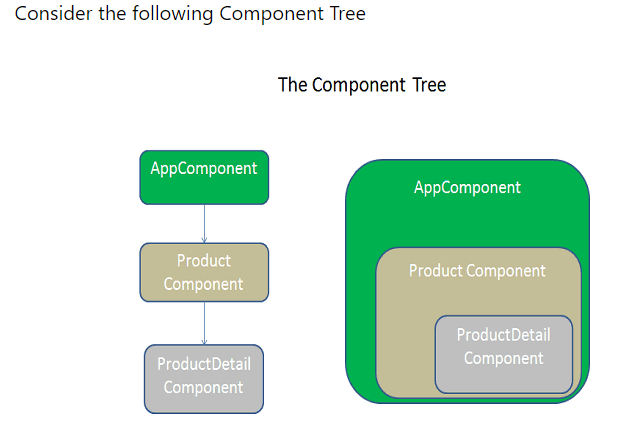 Consider the following Component Tree
The Component Tree
AppComponent
Product
Component
ProductDetail
Component
AppComponent
Product Component
ProductDetail
Component